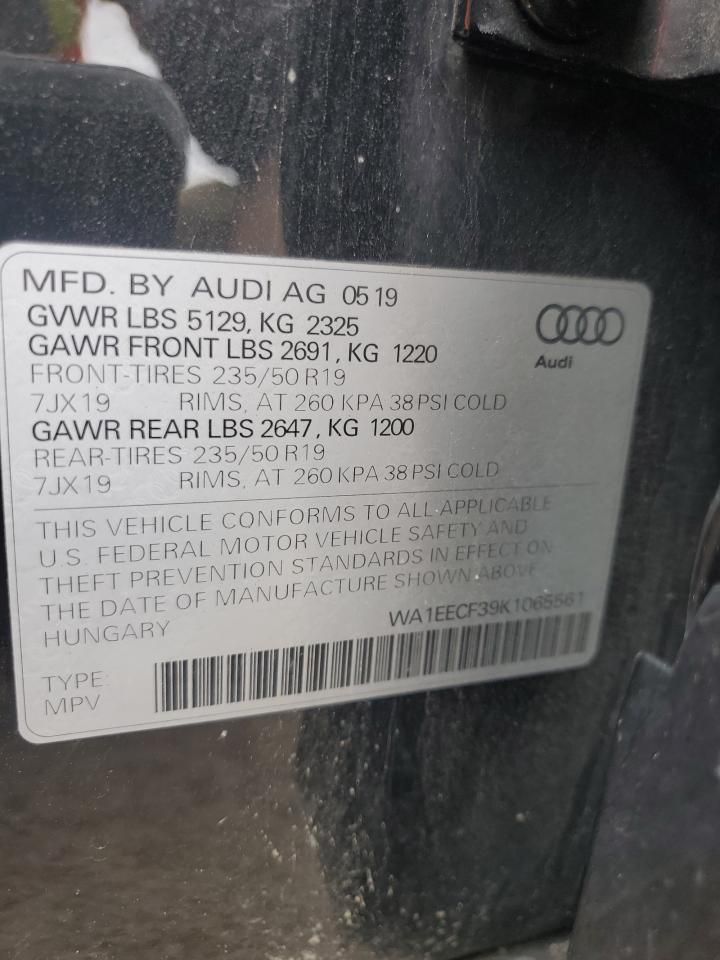 MFD. BY AUDI AG 0519
GVWR LBS 5129, KG 2325
GAWR FRONT LBS 2691, KG 1220
FRONT-TIRES 235/50 R19
7JX19 RIMS, AT 260 KPA 38 PSI COLD
GAWR REAR LBS 2647, KG 1200
REAR-TIRES 235/50 R19
7JX19 RIMS, AT 260 KPA 38 PSI COLD
Audi
THIS VEHICLE CONFORMS TO ALL APPLICABLE
U.S. FEDERAL MOTOR VEHICLE SAFETY AND
THEFT PREVENTION STANDARDS IN EFFECT ON
THE DATE OF MANUFACTURE SHOWN ABOVE
HUNGARY
WA1EECF39K1065561
TYPE:
MPV